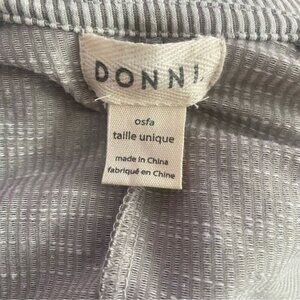 DONNI.
osfa
taille unique
made in China
fabriqué en Chine